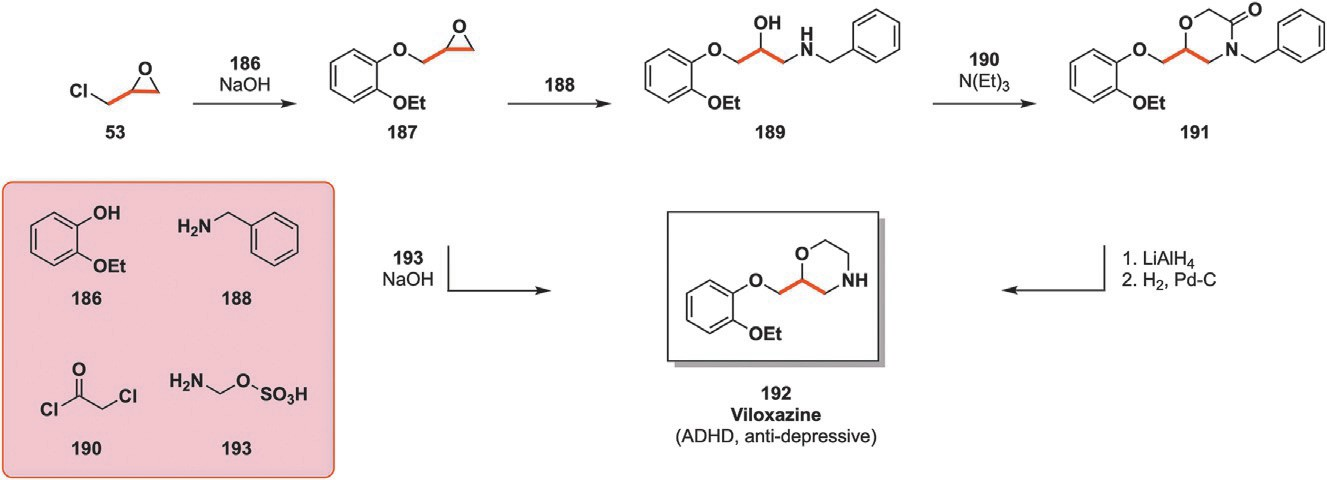 Cl
O
53
186
NaOH
O
O
OEt
187
188
OH
O
H
N
OEt
189
190
N(Et)₃
O
O
O
N
OEt
191
OH
OEt
186
H₂N
188
O
Cl
Cl
190
H₂N
O
SO₃H
193
193
NaOH
O
O
NH
OEt
192
Viloxazine
(ADHD, anti-depressive)
1. LiAlH₄
2. H₂, Pd-C